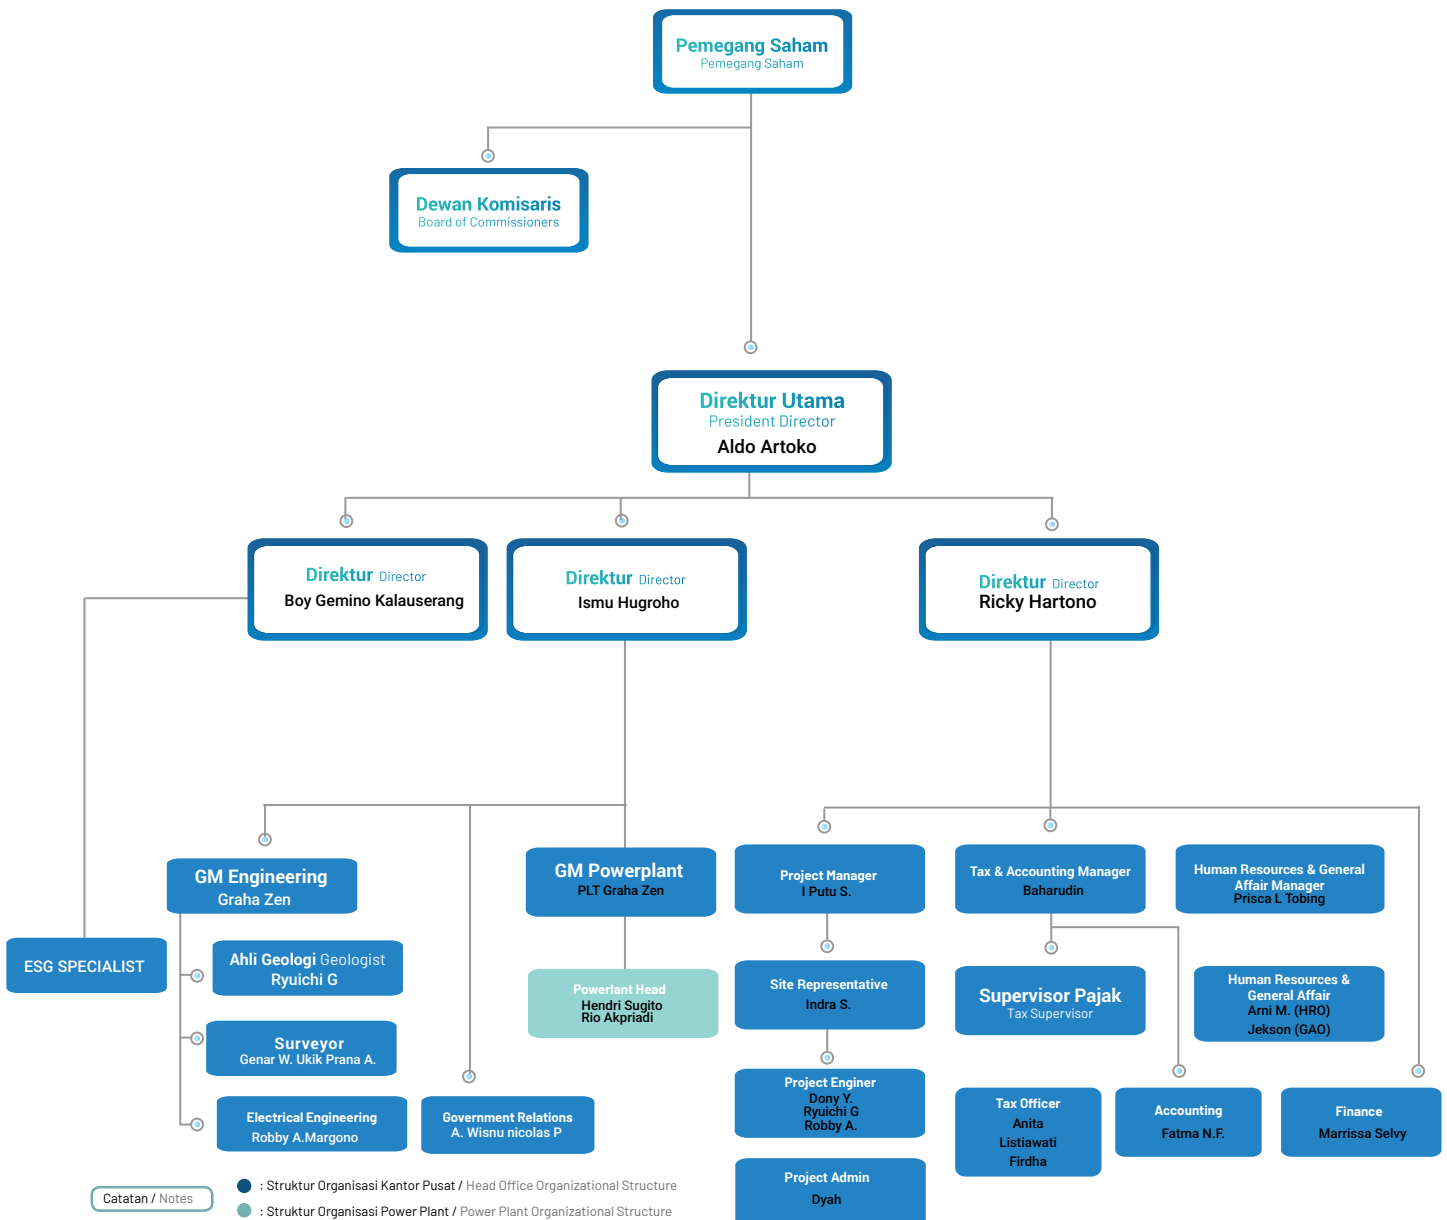 Pemegang Saham
Pemegang Saham
Dewan Komisaris
Board of Commissioners
Direktur Utama
President Director
Aldo Artoko
Direktur Director
Boy Gemino Kalauserang
Direktur Director
Ismu Hugroho
Direktur Director
Ricky Hartono
GM Engineering
Graha Zen
GM Powerplant
PLT Graha Zen
Project Manager
I Putu S.
Tax & Accounting Manager
Baharudin
Human Resources & General
Affair Manager
Prisca L Tobing
ESG SPECIALIST
Ahli Geologi Geologist
Ryuichi G
Powerlant Head
Hendri Sugito
Rio Akpriadi
Site Representative
Indra S.
Supervisor Pajak
Tax Supervisor
Human Resources &
General Affair
Arni M. (HRO)
Jekson (GAO)
Surveyor
Genar W. Ukik Prana A.
Electrical Engineering
Robby A.Margono
Government Relations
A. Wisnu nicolas P
Project Enginer
Dony Y.
Ryuichi G
Robby A.
Tax Officer
Anita
Listiawati
Firdha
Accounting
Fatma N.F.
Finance
Marrissa Selvy
Project Admin
Dyah
Catatan / Notes
: Struktur Organisasi Kantor Pusat / Head Office Organizational Structure
: Struktur Organisasi Power Plant / Power Plant Organizational Structure